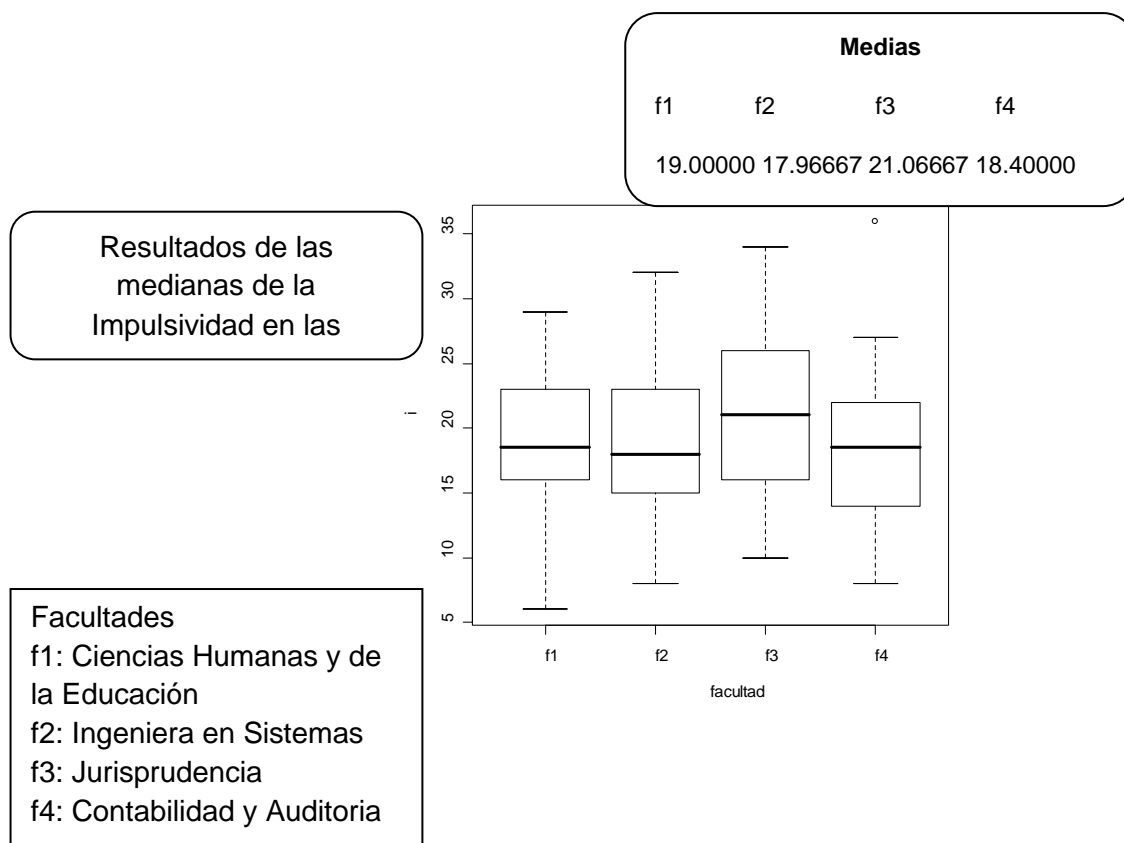 Medias
f1 f2 f3 f4
19.00000 17.96667 21.06667 18.40000
Resultados de las
medianas de la
Impulsividad en las
35
30
25
20
15
10
5
i
f1 f2 f3 f4
facultad
Facultades
f1: Ciencias Humanas y de
la Educación
f2: Ingeniera en Sistemas
f3: Jurisprudencia
f4: Contabilidad y Auditoria